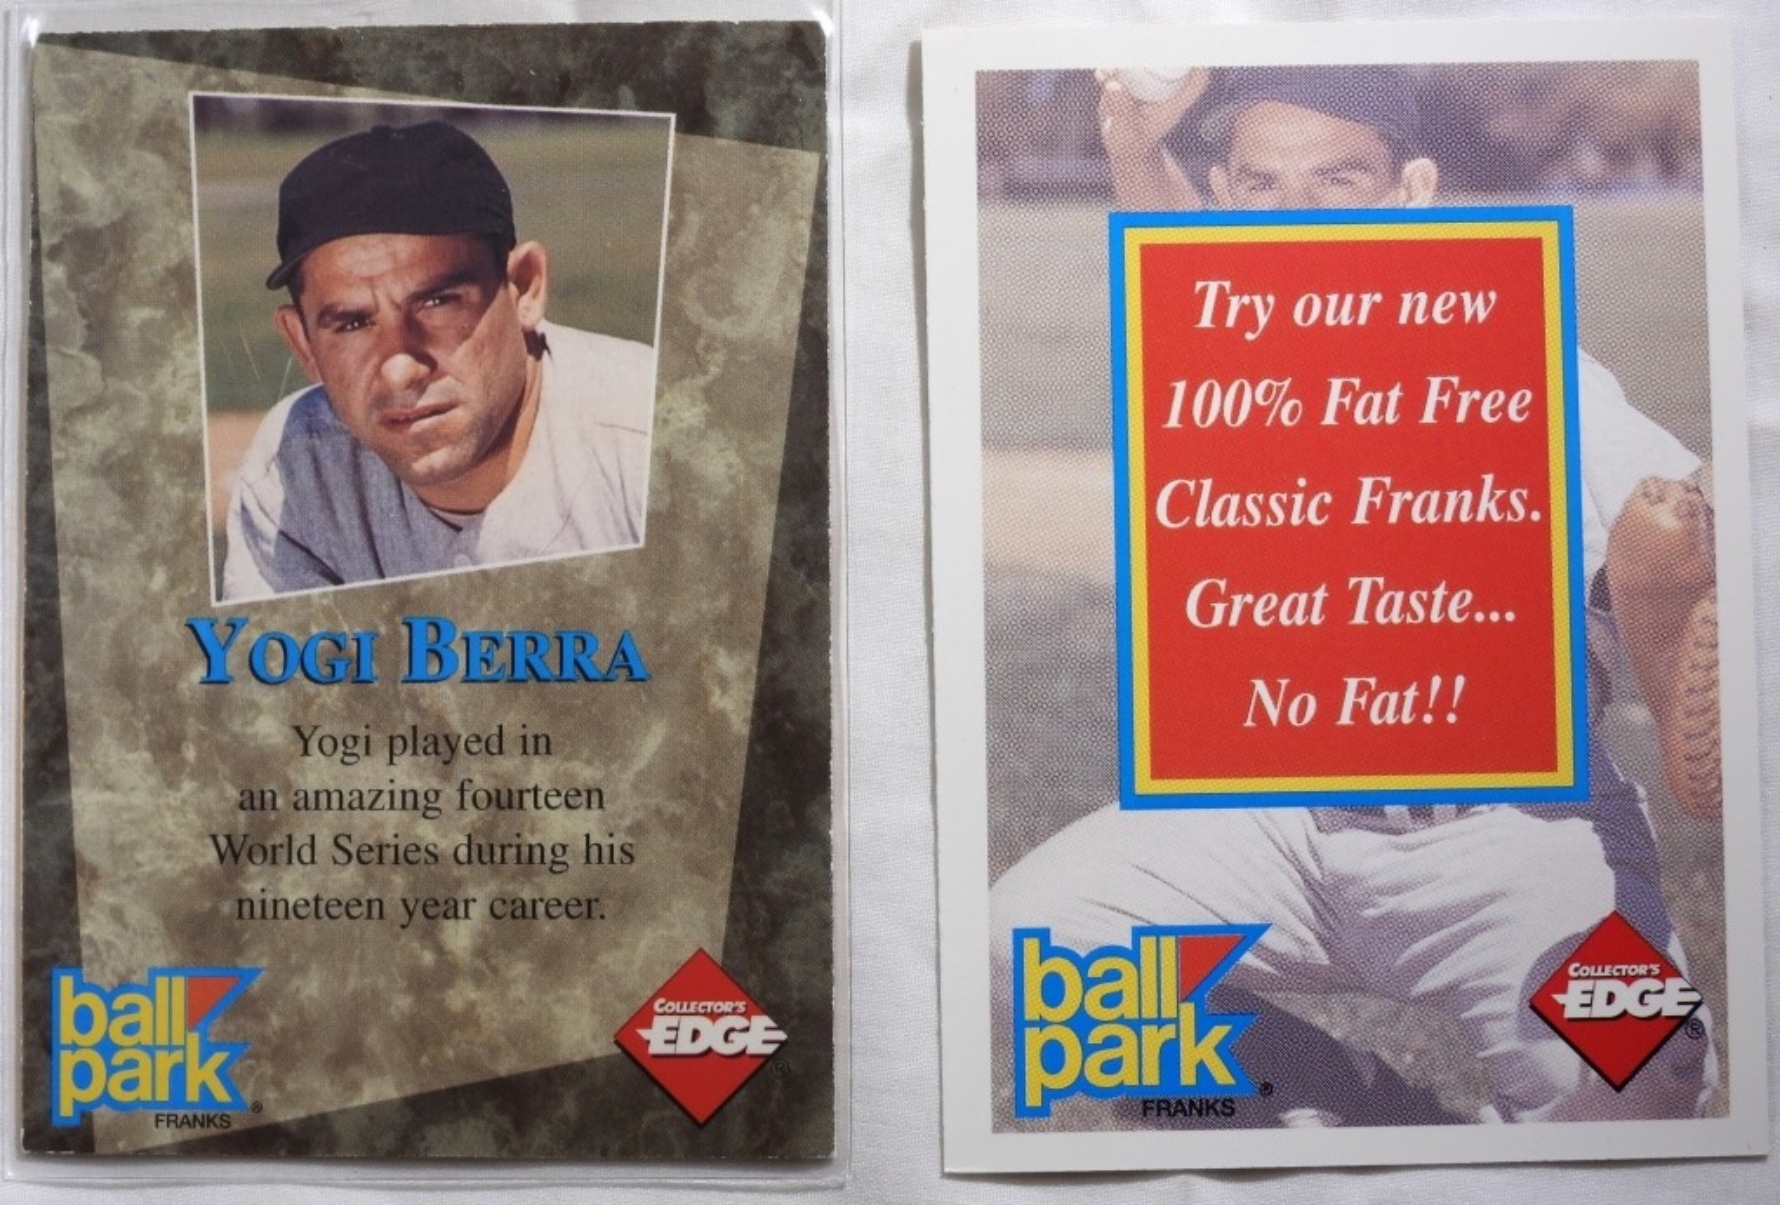 YOGI BERRA
Yogi played in
an amazing fourteen
World Series during his
nineteen year career.
ball
park
FRANKS
®
COLLECTOR'S
EDGE
®
Try our new
100% Fat Free
Classic Franks.
Great Taste...
No Fat!!
ball
park
FRANKS
®
COLLECTOR'S
EDGE
®